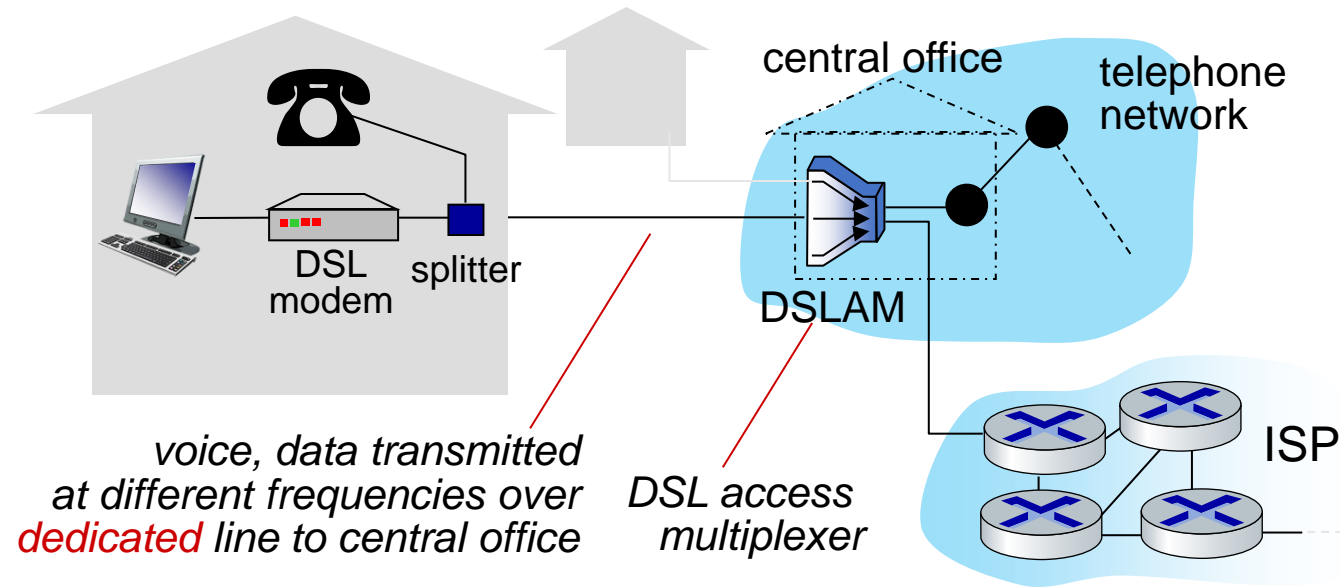 central office
telephone
network
DSL
modem
splitter
DSLAM
ISP
voice, data transmitted
at different frequencies over
dedicated line to central office
DSL access
multiplexer